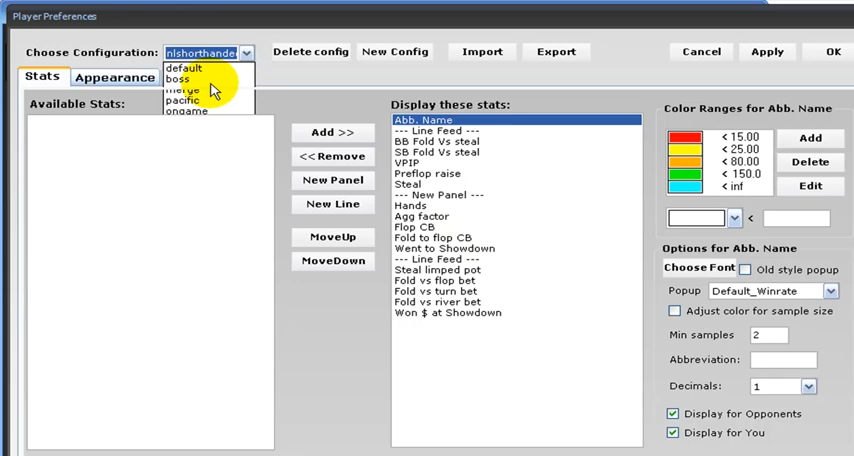 Player Preferences
Choose Configuration: nlshorthanded Delete config New Config Import Export Cancel Apply OK
default
boss
merge
pacific
ongame
Stats Appearance
Available Stats:
Add >>
<< Remove
New Panel
New Line
MoveUp
MoveDown
Display these stats:
Abb. Name
--- Line Feed ---
BB Fold Vs steal
SB Fold Vs steal
VPIP
Preflop raise
Steal
--- New Panel ---
Hands
Agg factor
Flop CB
Fold to flop CB
Went to Showdown
--- Line Feed ---
Steal limped pot
Fold vs flop bet
Fold vs turn bet
Fold vs river bet
Won $ at Showdown
Color Ranges for Abb. Name
< 15.00
< 25.00
< 80.00
< 150.0
< inf
Add
Delete
Edit
<
Options for Abb. Name
Choose Font Old style popup
Popup Default_Winrate
Adjust color for sample size
Min samples 2
Abbreviation:
Decimals: 1
Display for Opponents
Display for You